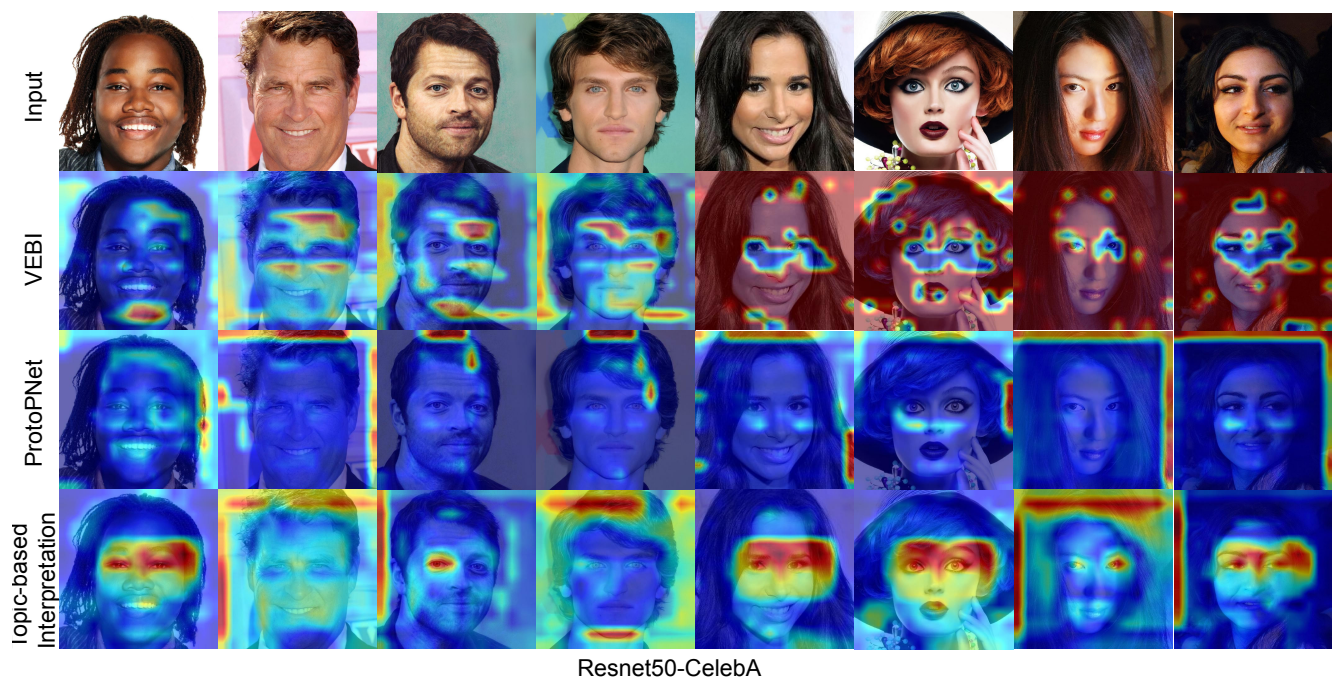 Input
VEBI
ProtoPNet
Topic-based
Interpretation
Resnet50-CelebA